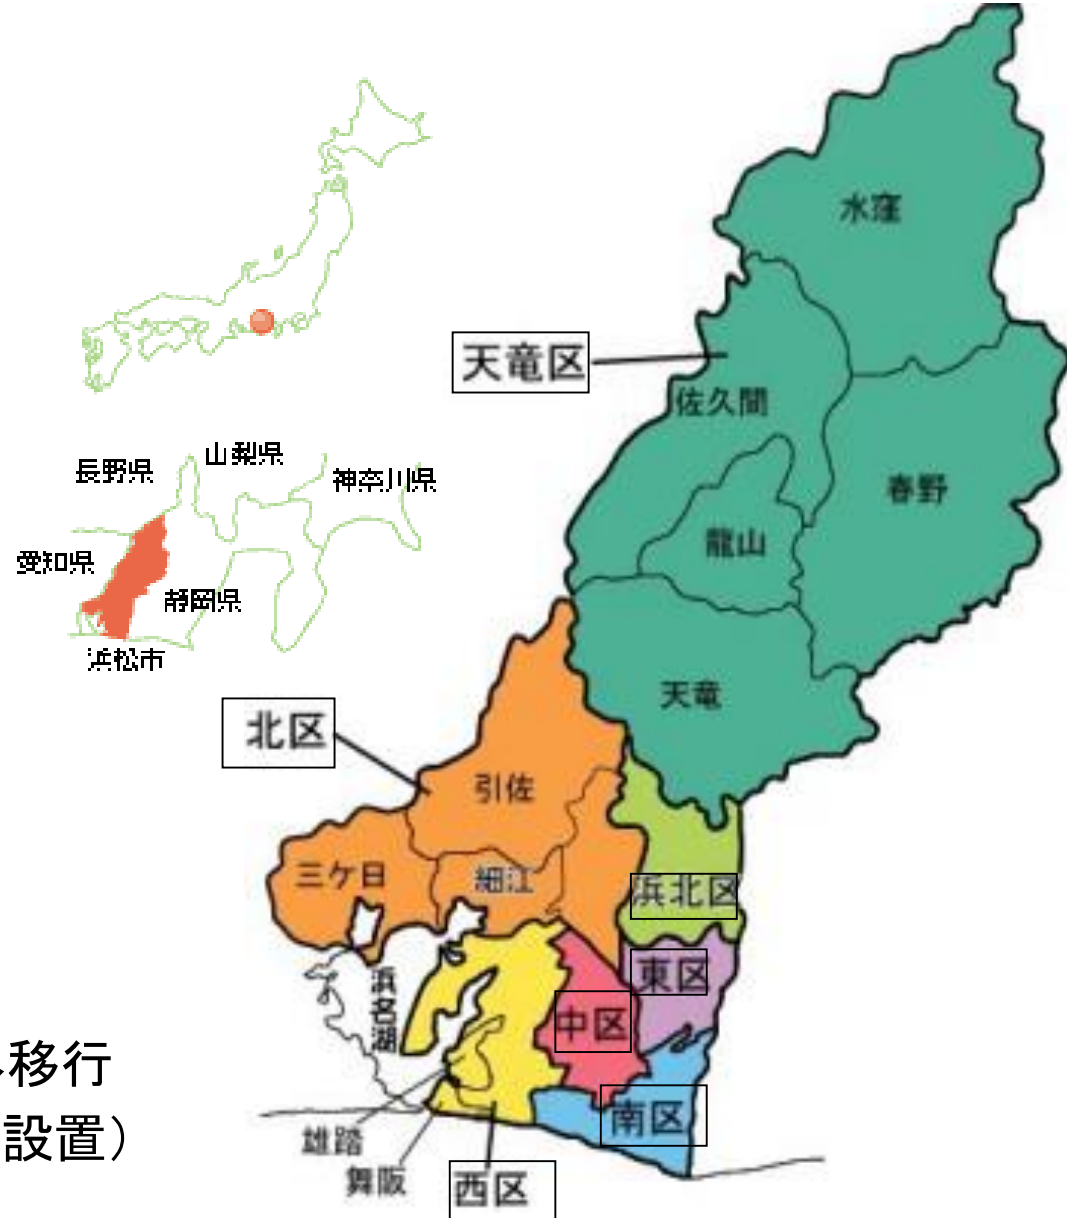 水窪
天竜区
佐久間
山梨県
長野県
神奈川県
春野
龍山
愛知県
静岡県
浜松市
天竜
北区
引佐
三ケ日
細江
浜北区
東区
浜名湖
中区
移行
南区
設置）
雄踏
舞阪
西区